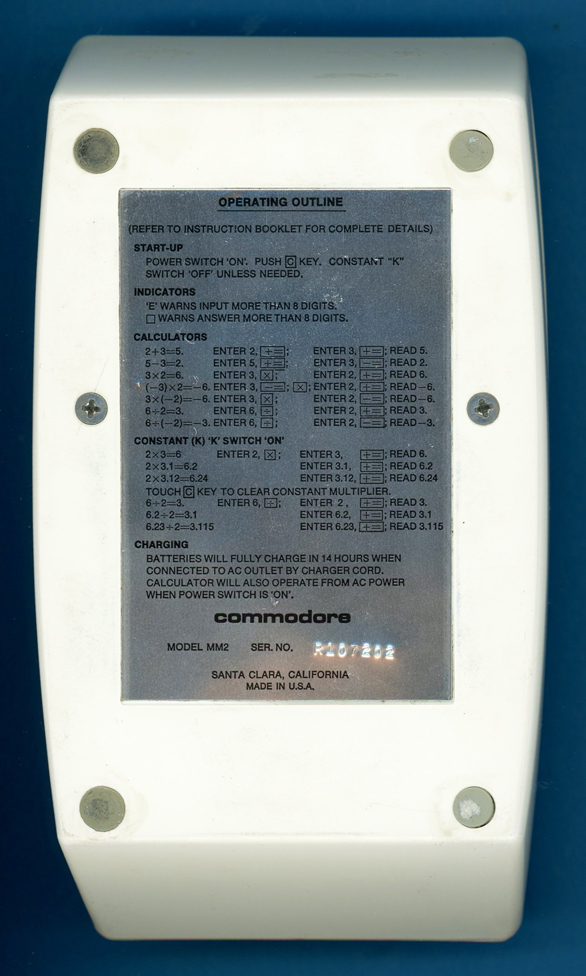 OPERATING OUTLINE
(REFER TO INSTRUCTION BOOKLET FOR COMPLETE DETAILS)
START-UP
POWER SWITCH 'ON'. PUSH [C] KEY. CONSTANT "K"
SWITCH 'OFF' UNLESS NEEDED.
INDICATORS
'E' WARNS INPUT MORE THAN 8 DIGITS.
□ WARNS ANSWER MORE THAN 8 DIGITS.
CALCULATORS
2+3=5. ENTER 2, [+=]; ENTER 3, [+=]; READ 5.
5−3=2. ENTER 5, [+=]; ENTER 3, [−=]; READ 2.
3×2=6. ENTER 3, [×]; ENTER 2, [+=]; READ 6.
(−3)×2=−6. ENTER 3, [−=]; [×]; ENTER 2, [+=]; READ−6.
3×(−2)=−6. ENTER 3, [×]; ENTER 2, [−=]; READ−6.
6÷2=3. ENTER 6, [÷]; ENTER 2, [+=]; READ 3.
6÷(−2)=−3. ENTER 6, [÷]; ENTER 2, [−=]; READ−3.
CONSTANT (K) 'K' SWITCH 'ON'
2×3=6 ENTER 2, [×]; ENTER 3, [+=]; READ 6.
2×3.1=6.2 ENTER 3.1, [+=]; READ 6.2
2×3.12=6.24 ENTER 3.12, [+=]; READ 6.24
TOUCH [C] KEY TO CLEAR CONSTANT MULTIPLIER.
6÷2=3. ENTER 6, [÷]; ENTER 2 , [+=]; READ 3.
6.2÷2=3.1 ENTER 6.2, [+=]; READ 3.1
6.23÷2=3.115 ENTER 6.23, [+=]; READ 3.115
CHARGING
BATTERIES WILL FULLY CHARGE IN 14 HOURS WHEN
CONNECTED TO AC OUTLET BY CHARGER CORD.
CALCULATOR WILL ALSO OPERATE FROM AC POWER
WHEN POWER SWITCH IS 'ON'.
commodore
MODEL MM2 SER. NO.
SANTA CLARA, CALIFORNIA
MADE IN U.S.A.